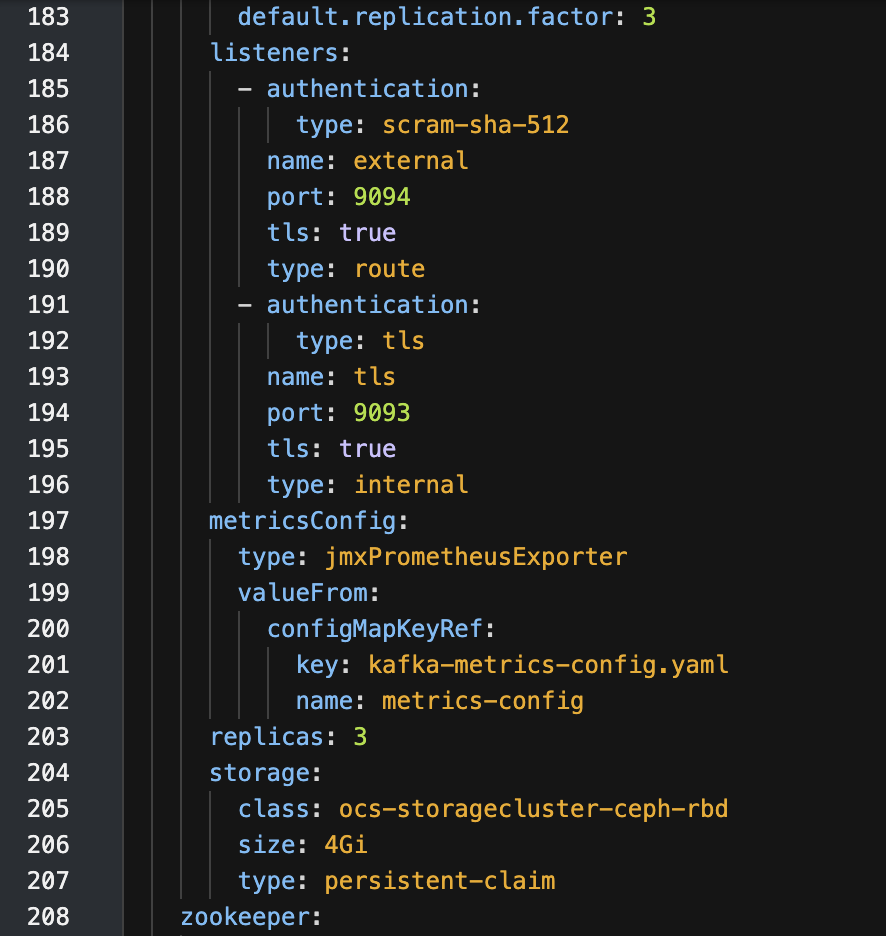 183 default.replication.factor: 3
184 listeners:
185 - authentication:
186 type: scram-sha-512
187 name: external
188 port: 9094
189 tls: true
190 type: route
191 - authentication:
192 type: tls
193 name: tls
194 port: 9093
195 tls: true
196 type: internal
197 metricsConfig:
198 type: jmxPrometheusExporter
199 valueFrom:
200 configMapKeyRef:
201 key: kafka-metrics-config.yaml
202 name: metrics-config
203 replicas: 3
204 storage:
205 class: ocs-storagecluster-ceph-rbd
206 size: 4Gi
207 type: persistent-claim
208 zookeeper: